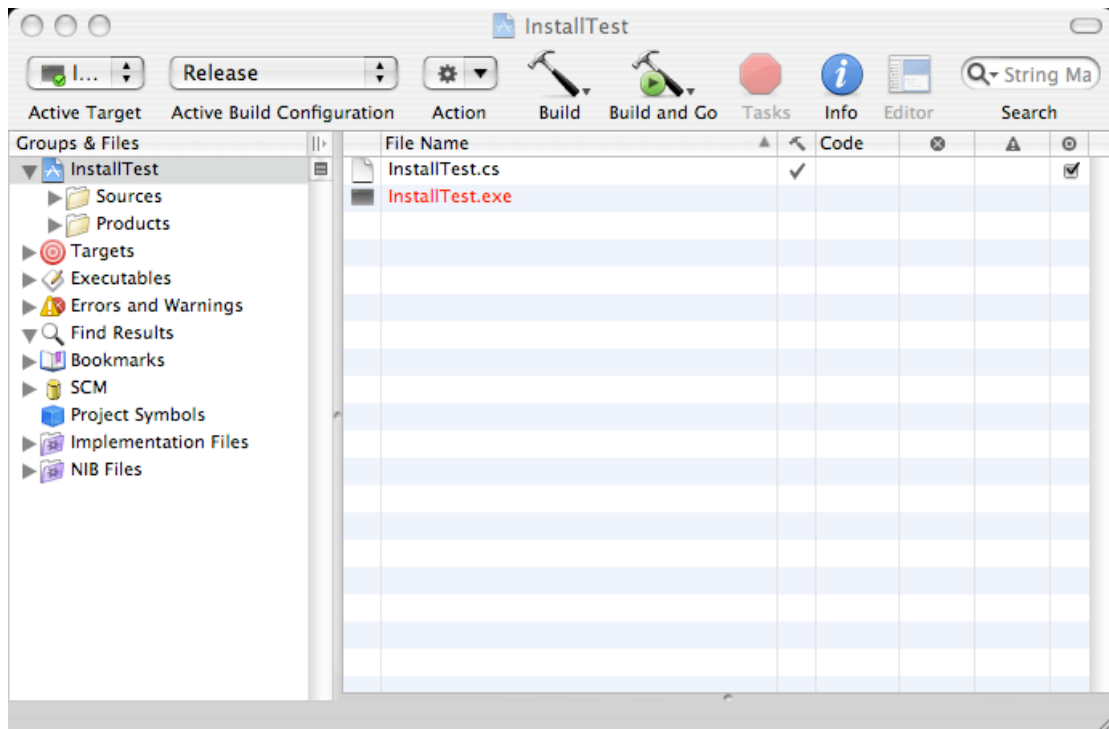 InstallTest
I... Release String Ma
Active Target Active Build Configuration Action Build Build and Go Tasks Info Editor Search
Groups & Files File Name Code
InstallTest InstallTest.cs
Sources InstallTest.exe
Products
Targets
Executables
Errors and Warnings
Find Results
Bookmarks
SCM
Project Symbols
Implementation Files
NIB Files